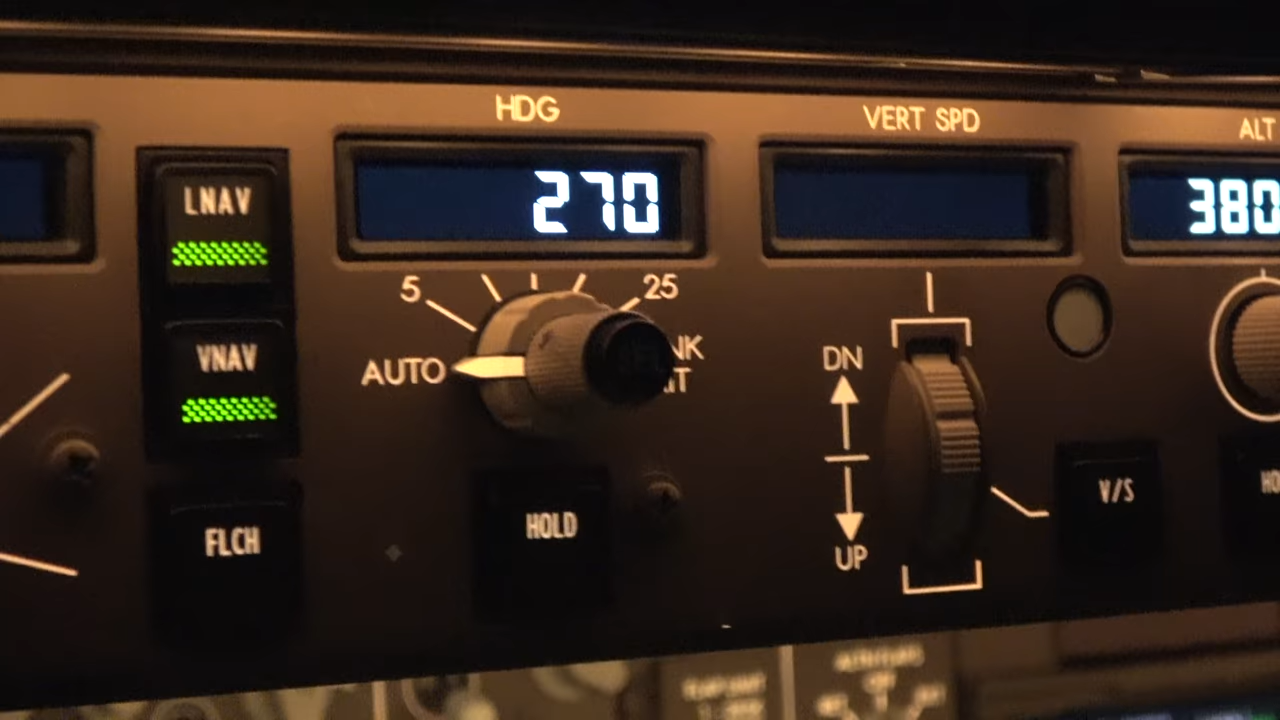 HDG
VERT SPD
ALT
LNAV
270
380
5
25
VNAV
AUTO
DN
FLCH
HOLD
V/S
UP